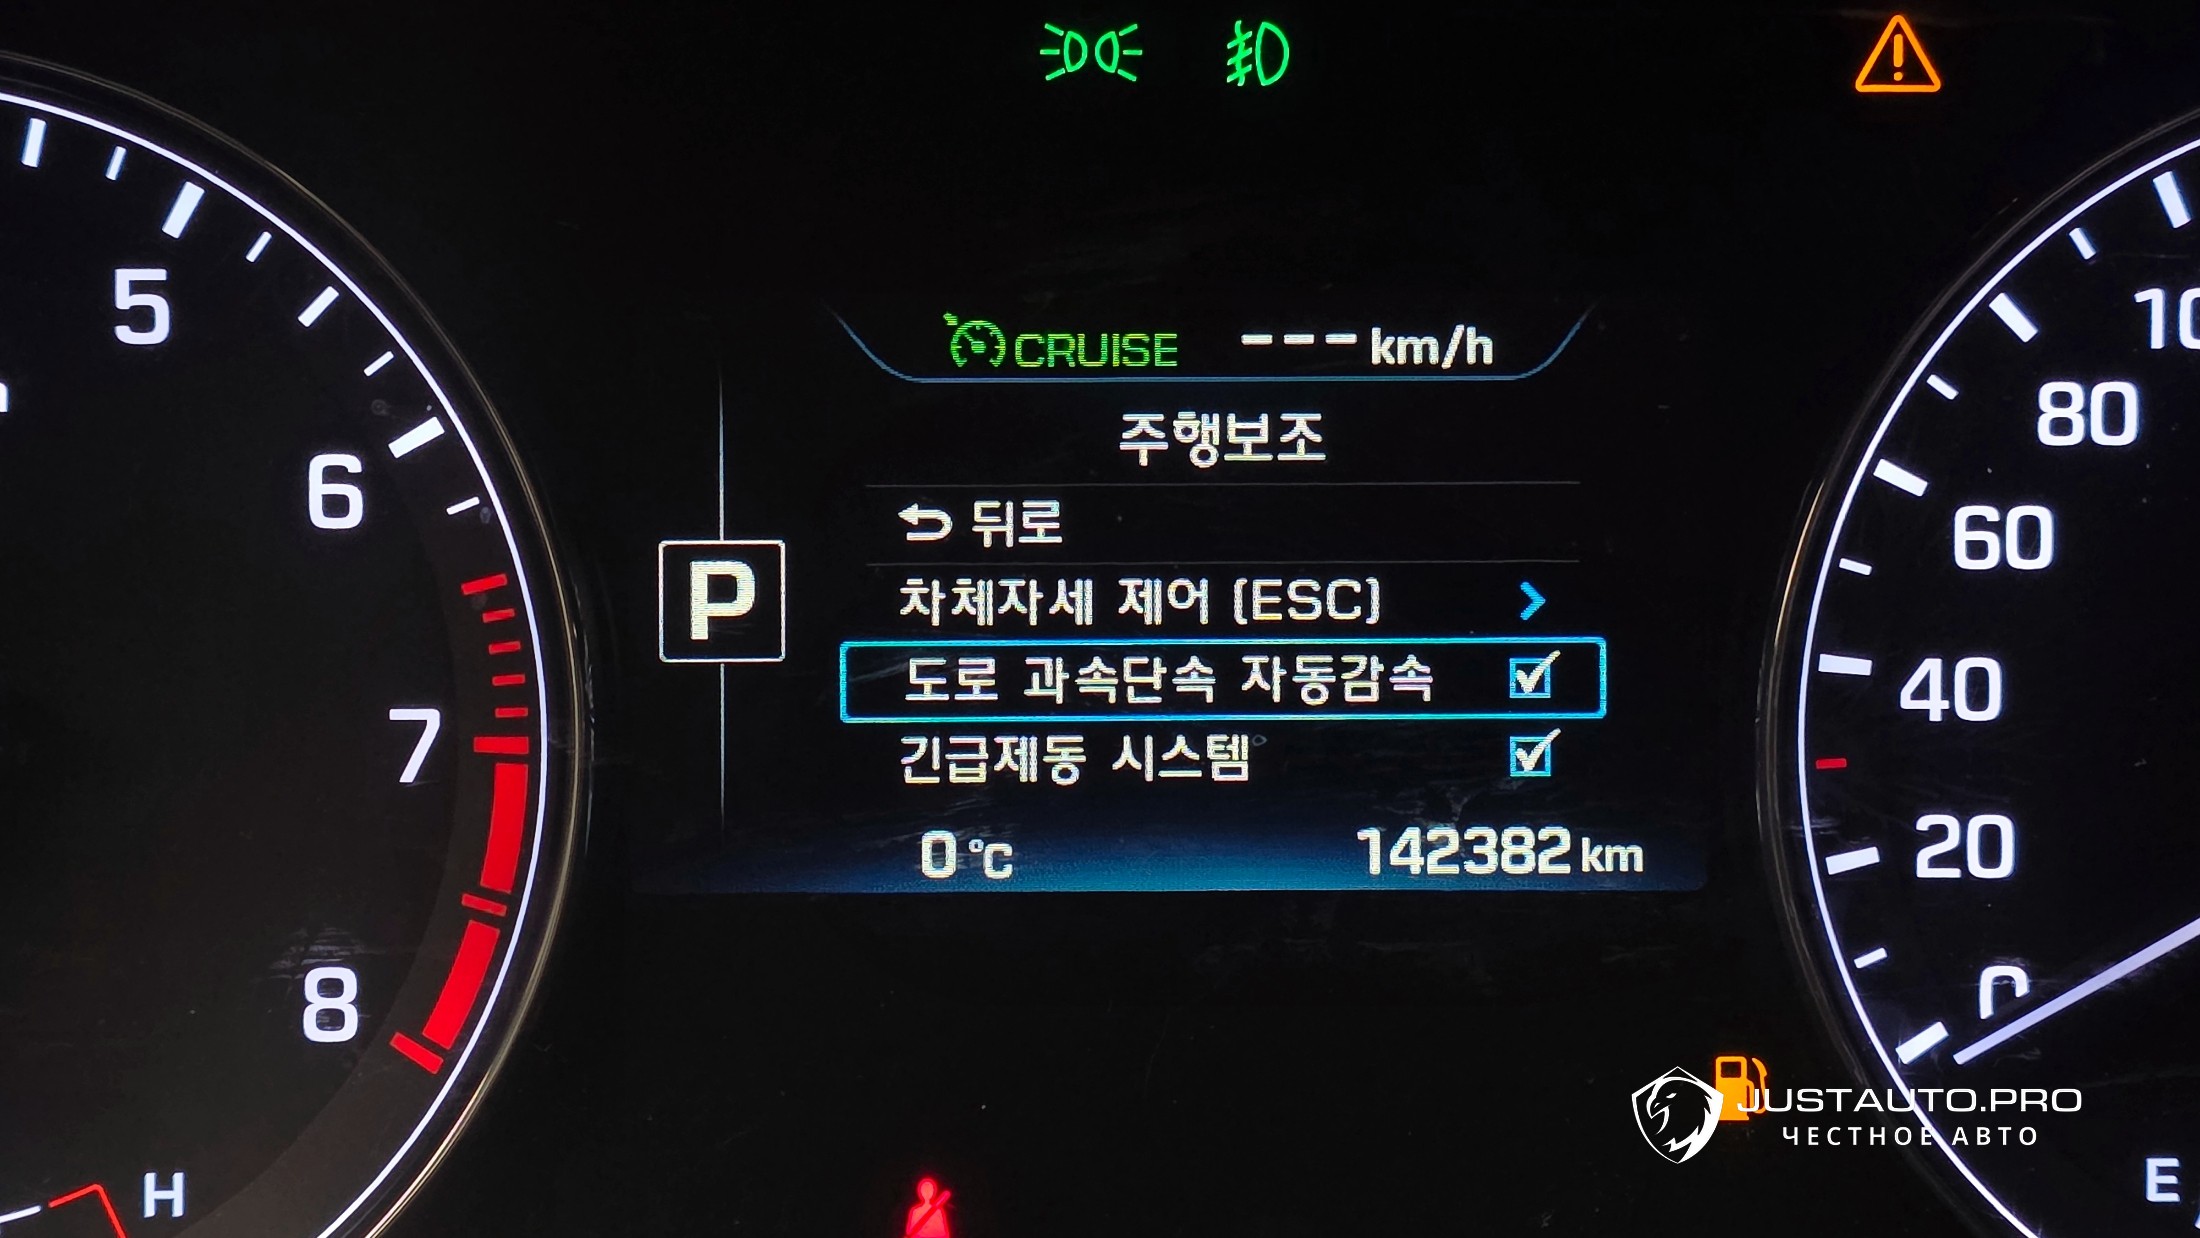 CRUISE --- km/h
주행보조
뒤로
차체자세 제어 (ESC)
P
도로 과속단속 자동감속
긴급제동 시스템
0 °C 142382 km
5
6
7
8
H
80
60
40
20
0
E
JUSTAUTO.PRO
ЧЕСТНОЕ АВТО